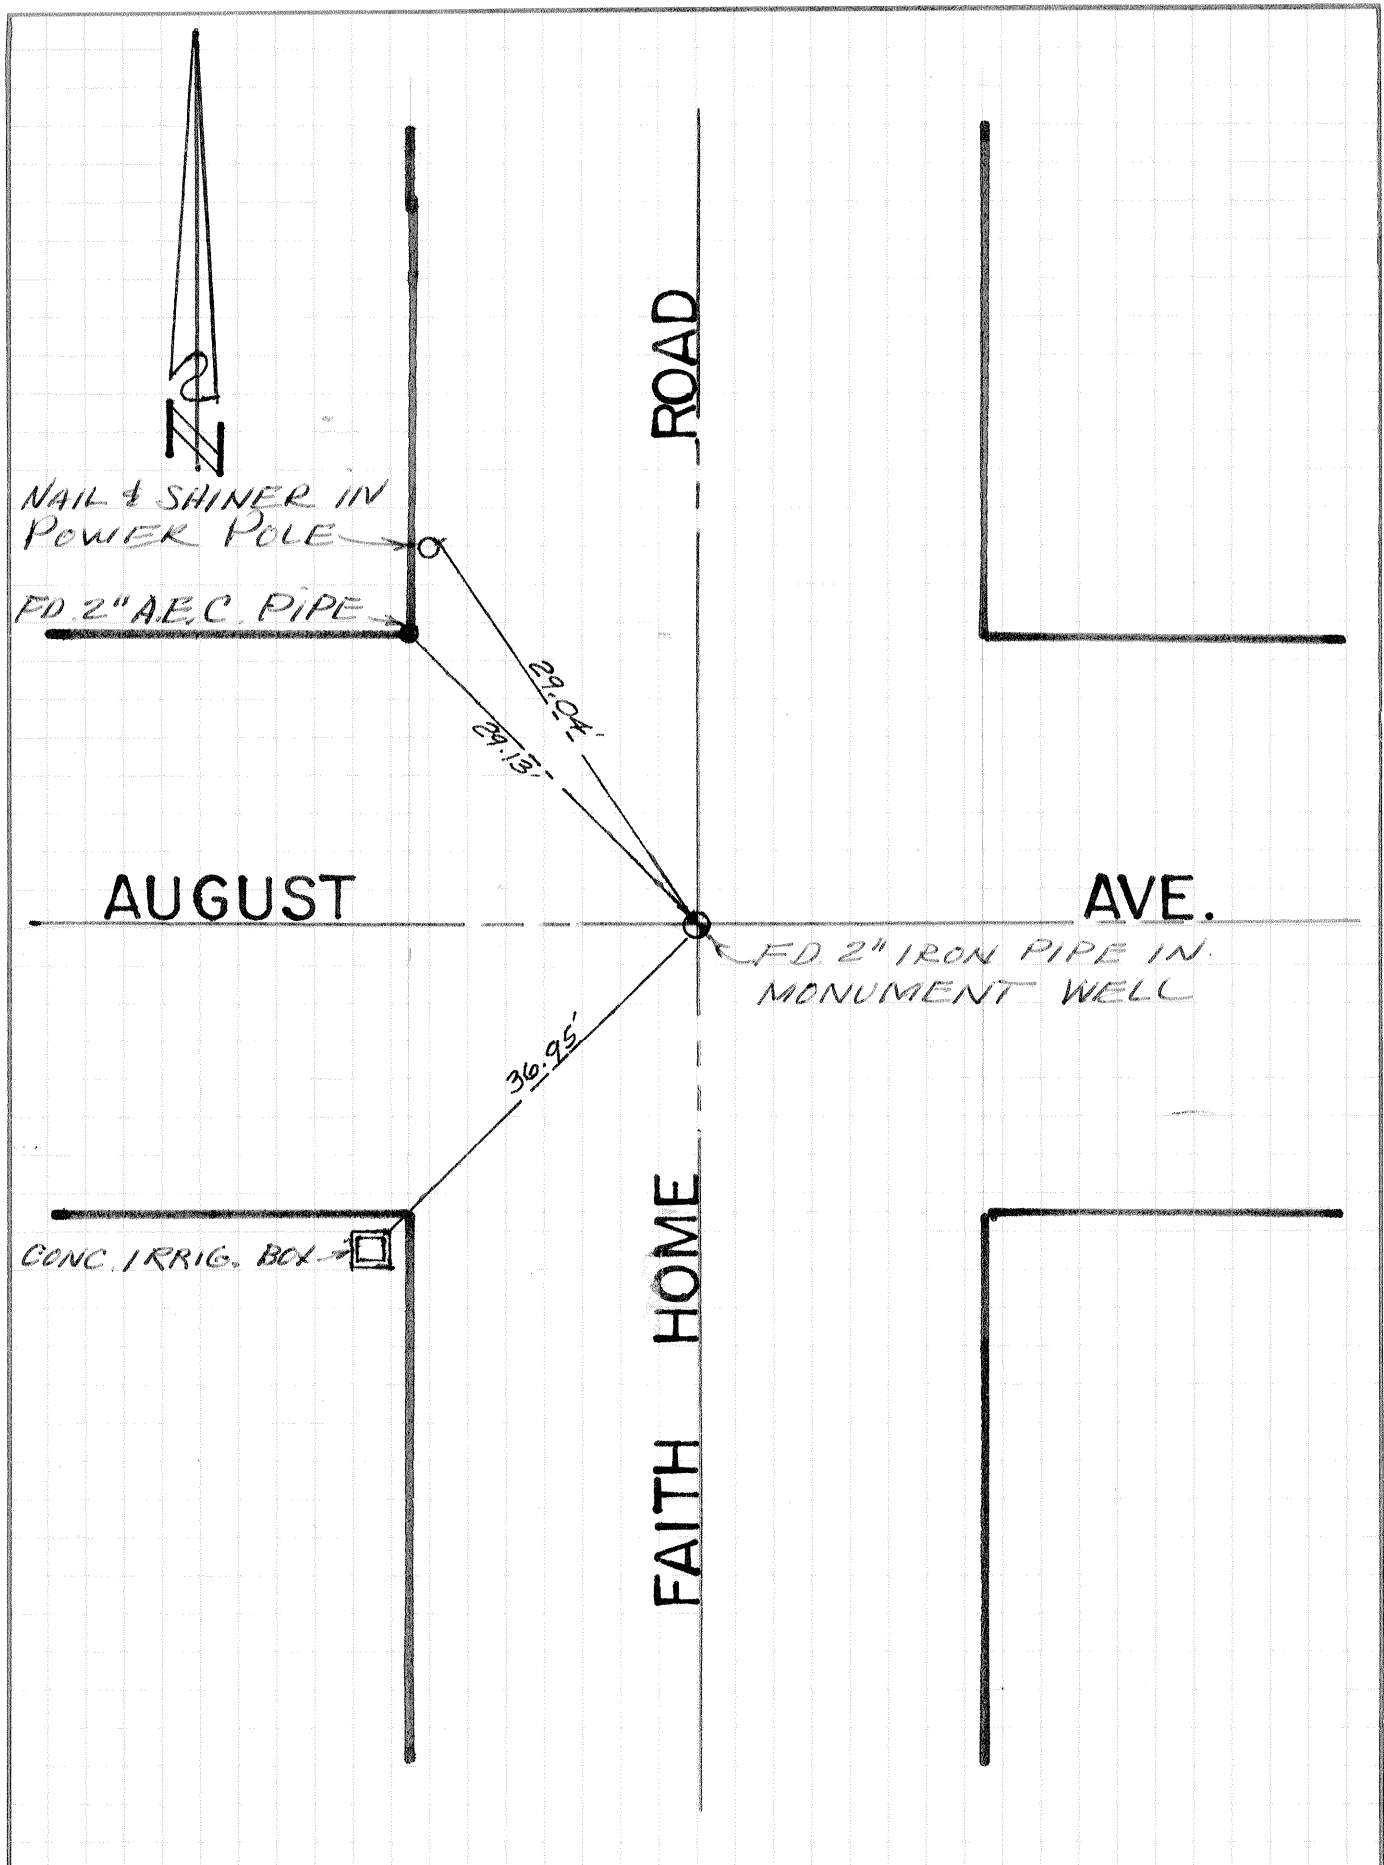 N
ROAD
NAIL & SHINER IN
POWER POLE
FD. 2" A.E.C. PIPE
29.04'
29.13'
AUGUST AVE.
FD. 2" IRON PIPE IN
MONUMENT WELL
36.95'
CONC. IRRIG. BOX
FAITH HOME